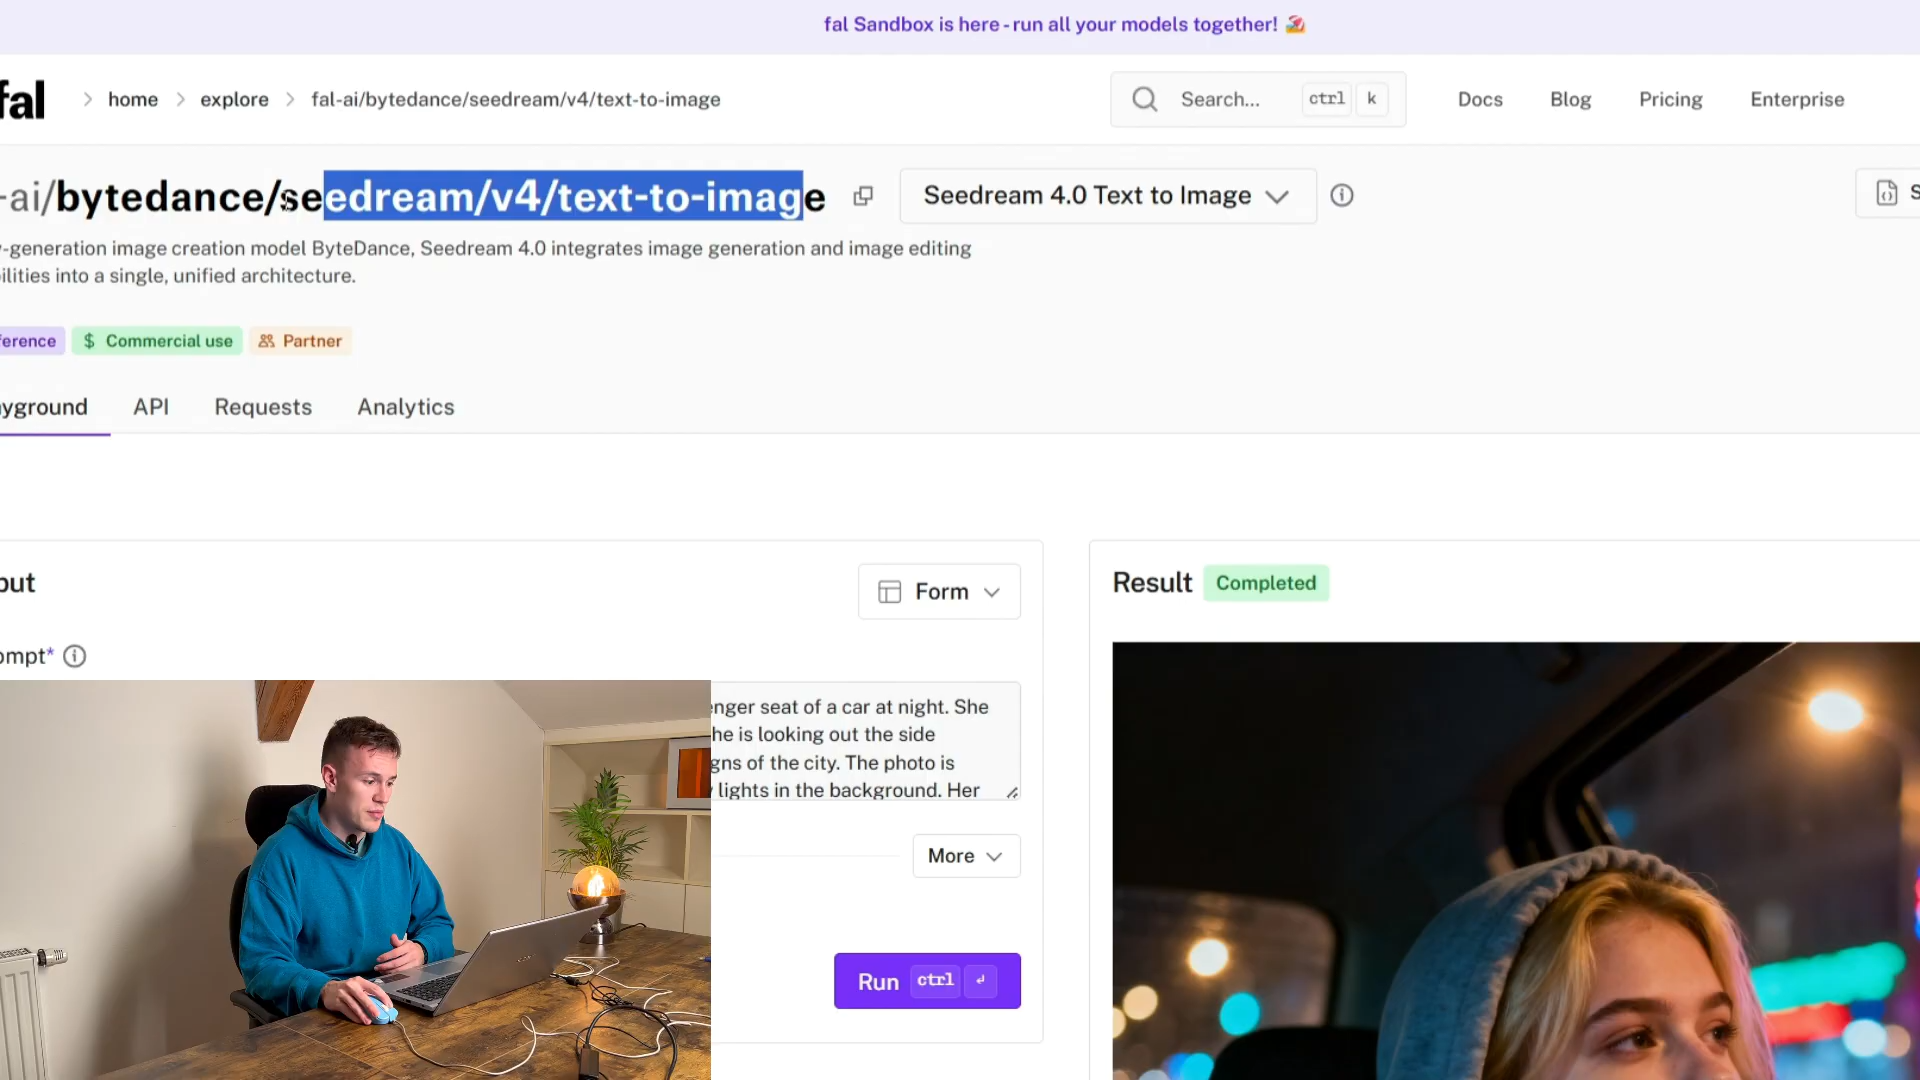 fal Sandbox is here - run all your models together! 🏖️
fal > home > explore > fal-ai/bytedance/seedream/v4/text-to-image
Search... ctrl k
Docs Blog Pricing Enterprise
-ai/bytedance/seedream/v4/text-to-image
Seedream 4.0 Text to Image
-generation image creation model ByteDance, Seedream 4.0 integrates image generation and image editing
ilities into a single, unified architecture.
ference $ Commercial use Partner
yground API Requests Analytics
put
Form
Result Completed
ompt*
enger seat of a car at night. She
he is looking out the side
gns of the city. The photo is
lights in the background. Her
More
Run ctrl ↵